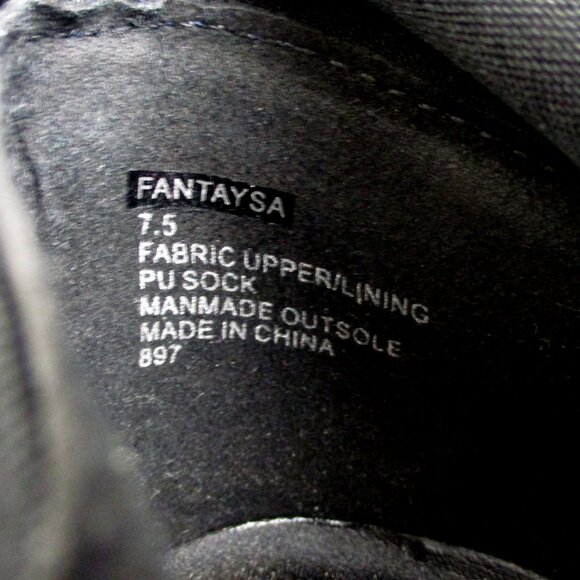 FANTAYSA
7.5
FABRIC UPPER/LINING
PU SOCK
MANMADE OUTSOLE
MADE IN CHINA
897